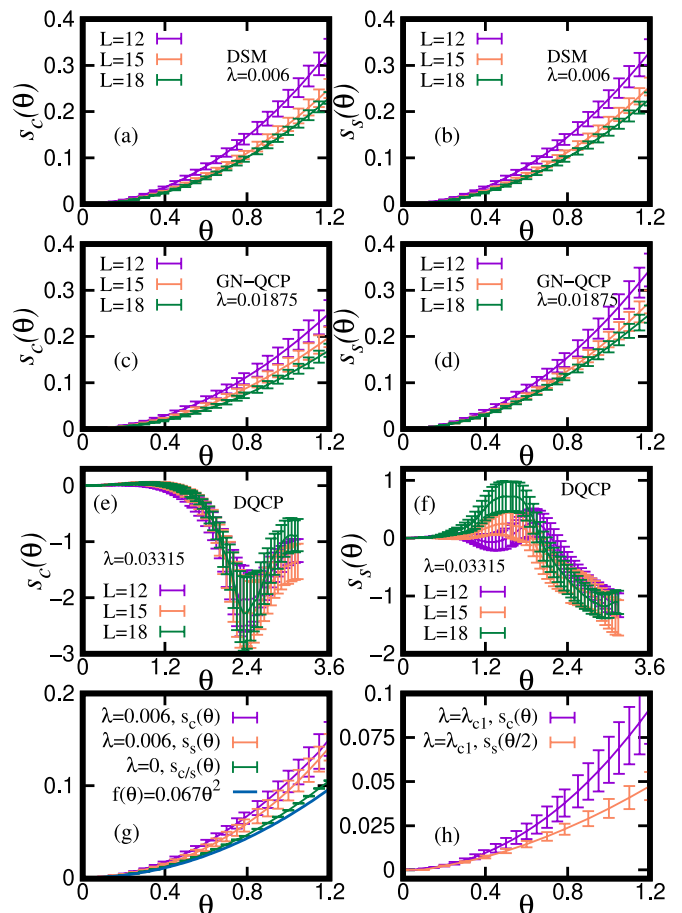 0.4
0.3
0.2
0.1
0
s_c(θ)
L=12
L=15
L=18
DSM
λ=0.006
(a)
0 0.4 0.8 1.2
θ
0.4
0.3
0.2
0.1
0
s_s(θ)
L=12
L=15
L=18
DSM
λ=0.006
(b)
0 0.4 0.8 1.2
θ
0.4
0.3
0.2
0.1
0
s_c(θ)
L=12
L=15
L=18
GN−QCP
λ=0.01875
(c)
0 0.4 0.8 1.2
θ
0.4
0.3
0.2
0.1
0
s_s(θ)
L=12
L=15
L=18
GN−QCP
λ=0.01875
(d)
0 0.4 0.8 1.2
θ
0
−1
−2
−3
s_c(θ)
(e)
DQCP
λ=0.03315
L=12
L=15
L=18
0 1.2 2.4 3.6
θ
1
0
−1
−2
s_s(θ)
(f)
DQCP
λ=0.03315
L=12
L=15
L=18
0 1.2 2.4 3.6
θ
0.2
0.1
0
λ=0.006, s_c(θ)
λ=0.006, s_s(θ)
λ=0, s_c/s(θ)
f(θ)=0.067θ²
(g)
0 0.4 0.8 1.2
θ
0.1
0.075
0.05
0.025
0
λ=λ_c1, s_c(θ)
λ=λ_c1, s_s(θ/2)
(h)
0 0.4 0.8 1.2
θ